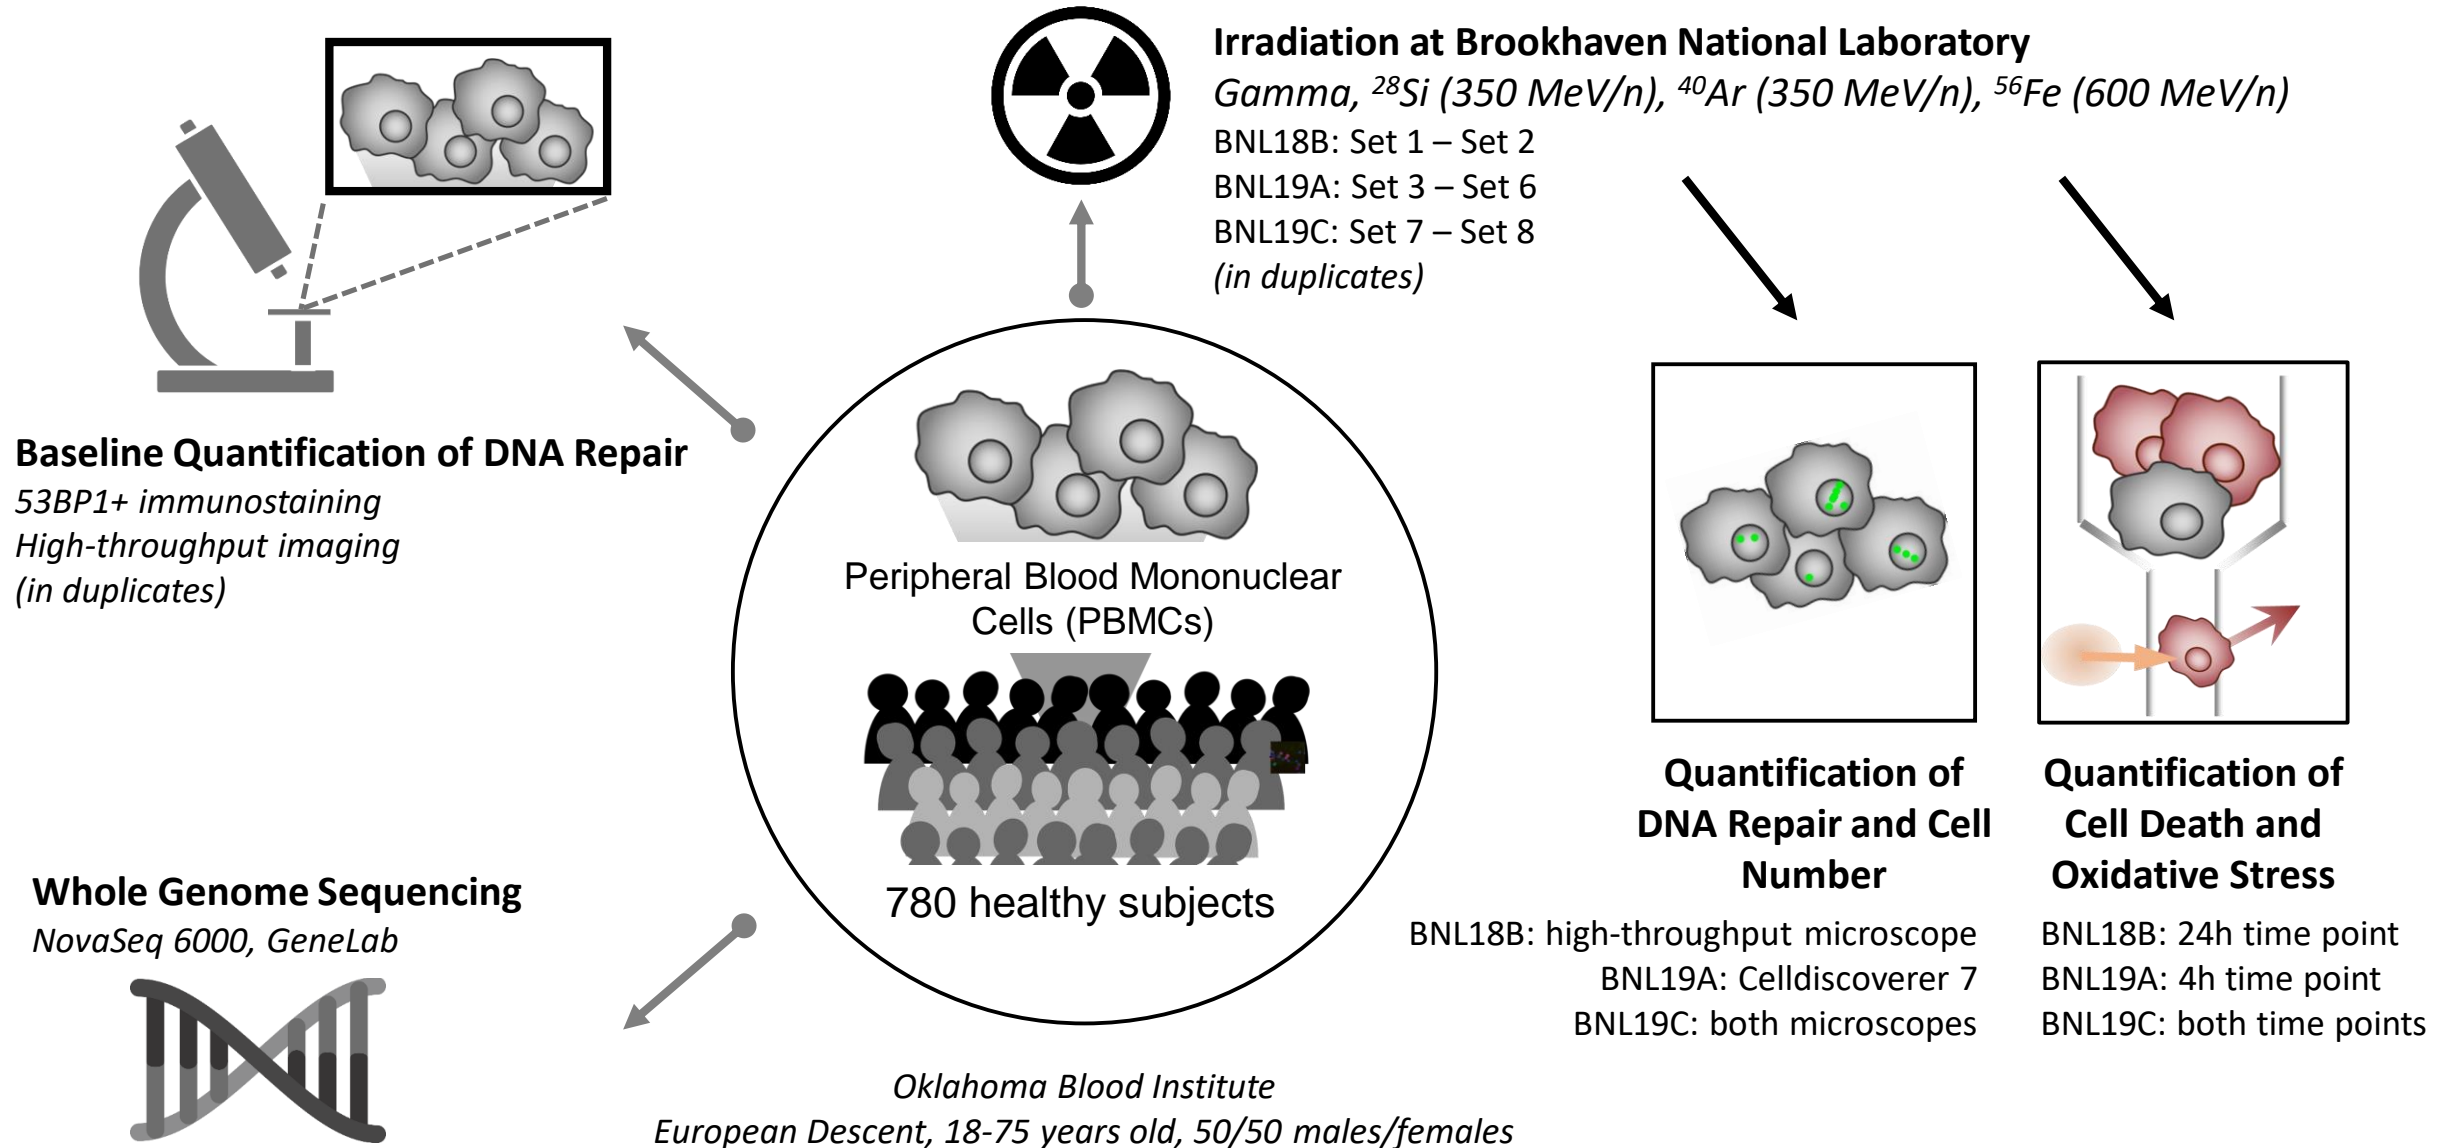 Irradiation at Brookhaven National Laboratory
Gamma, ²⁸Si (350 MeV/n), ⁴⁰Ar (350 MeV/n), ⁵⁶Fe (600 MeV/n)
BNL18B: Set 1 – Set 2
BNL19A: Set 3 – Set 6
BNL19C: Set 7 – Set 8
(in duplicates)
Baseline Quantification of DNA Repair
53BP1+ immunostaining
High-throughput imaging
(in duplicates)
Peripheral Blood Mononuclear
Cells (PBMCs)
780 healthy subjects
Whole Genome Sequencing
NovaSeq 6000, GeneLab
Oklahoma Blood Institute
European Descent, 18-75 years old, 50/50 males/females
Quantification of
DNA Repair and Cell
Number
BNL18B: high-throughput microscope
BNL19A: Celldiscoverer 7
BNL19C: both microscopes
Quantification of
Cell Death and
Oxidative Stress
BNL18B: 24h time point
BNL19A: 4h time point
BNL19C: both time points